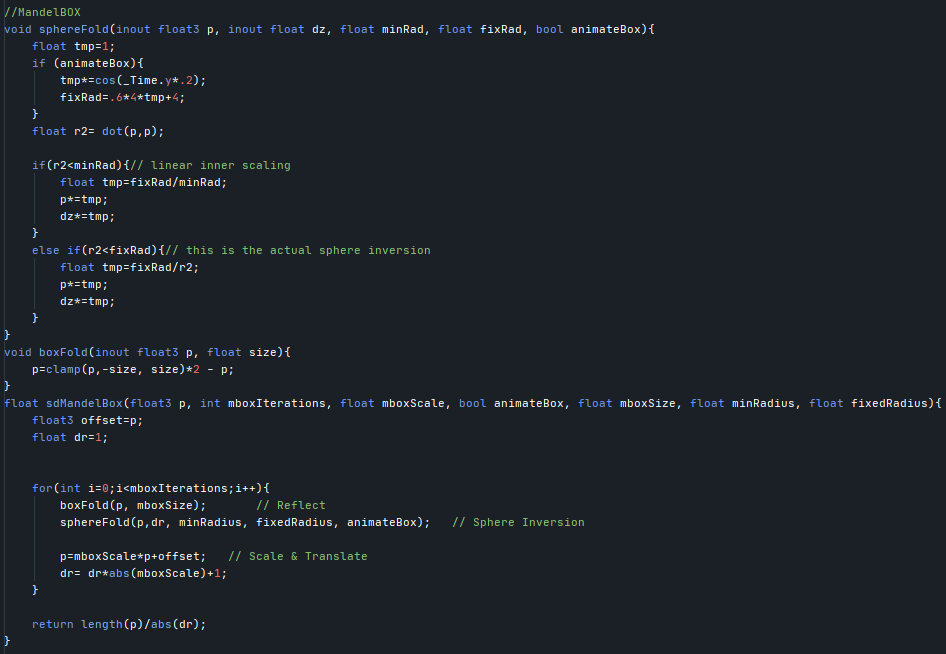 //MandelBOX
void sphereFold(inout float3 p, inout float dz, float minRad, float fixRad, bool animateBox){
    float tmp=1;
    if (animateBox){
        tmp*=cos(_Time.y*.2);
        fixRad=.6*4*tmp+4;
    }
    float r2= dot(p,p);

    if(r2<minRad){// linear inner scaling
        float tmp=fixRad/minRad;
        p*=tmp;
        dz*=tmp;
    }
    else if(r2<fixRad){// this is the actual sphere inversion
        float tmp=fixRad/r2;
        p*=tmp;
        dz*=tmp;
    }
}
void boxFold(inout float3 p, float size){
    p=clamp(p,-size, size)*2 - p;
}
float sdMandelBox(float3 p, int mboxIterations, float mboxScale, bool animateBox, float mboxSize, float minRadius, float fixedRadius){
    float3 offset=p;
    float dr=1;


    for(int i=0;i<mboxIterations;i++){
        boxFold(p, mboxSize);       // Reflect
        sphereFold(p,dr, minRadius, fixedRadius, animateBox);   // Sphere Inversion

        p=mboxScale*p+offset;   // Scale & Translate
        dr= dr*abs(mboxScale)+1;
    }

    return length(p)/abs(dr);
}